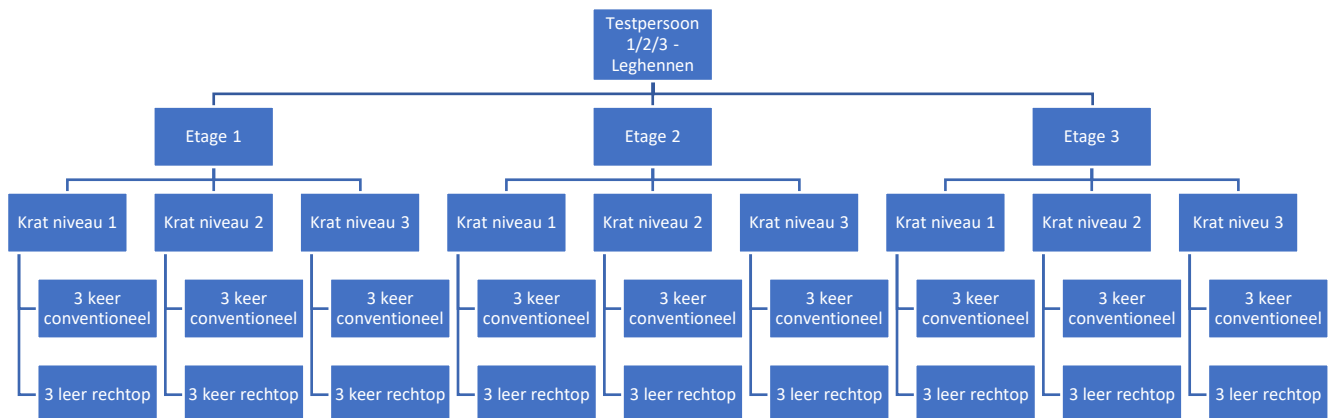 Testpersoon
1/2/3 -
Leghennen
Etage 1
Etage 2
Etage 3
Krat niveau 1
Krat niveau 2
Krat niveau 3
Krat niveau 1
Krat niveau 2
Krat niveau 3
Krat niveau 1
Krat niveau 2
Krat niveu 3
3 keer
conventioneel
3 keer
conventioneel
3 keer
conventioneel
3 keer
conventioneel
3 keer
conventioneel
3 keer
conventioneel
3 keer
conventioneel
3 keer
conventioneel
3 keer
conventioneel
3 leer rechtop
3 keer rechtop
3 keer rechtop
3 leer rechtop
3 leer rechtop
3 leer rechtop
3 leer rechtop
3 leer rechtop
3 leer rechtop